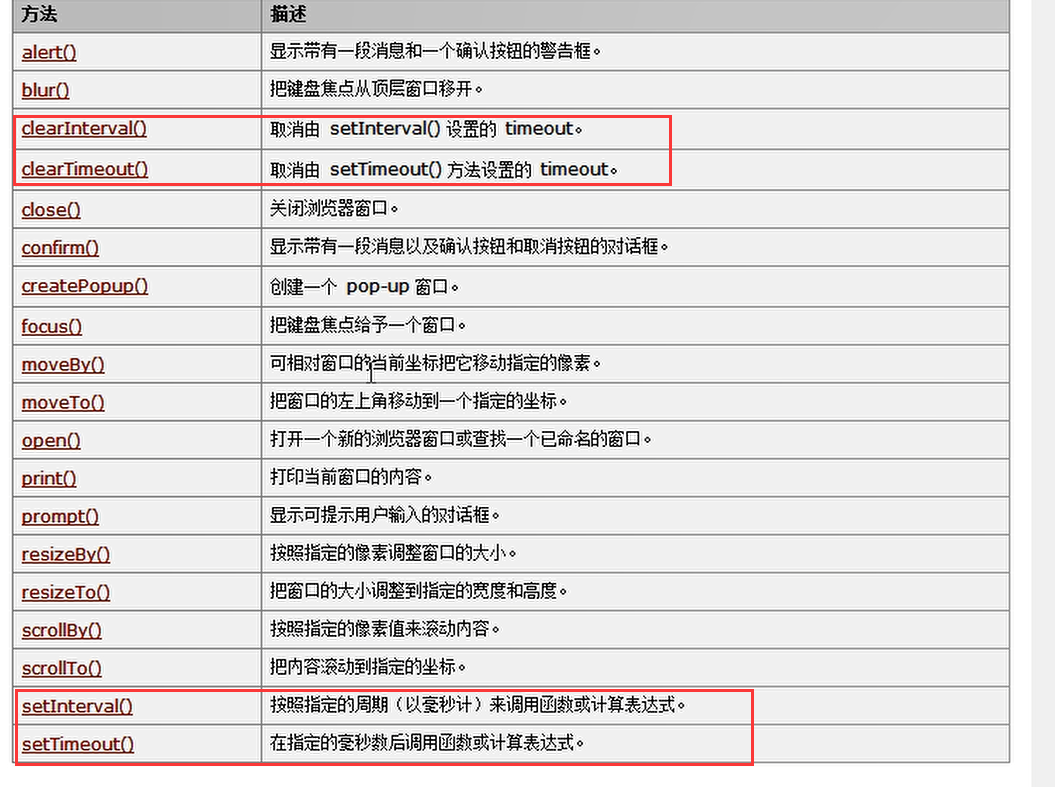 方法 描述
alert() 显示带有一段消息和一个确认按钮的警告框。
blur() 把键盘焦点从顶层窗口移开。
clearInterval() 取消由 setInterval() 设置的 timeout。
clearTimeout() 取消由 setTimeout() 方法设置的 timeout。
close() 关闭浏览器窗口。
confirm() 显示带有一段消息以及确认按钮和取消按钮的对话框。
createPopup() 创建一个 pop-up 窗口。
focus() 把键盘焦点给予一个窗口。
moveBy() 可相对窗口的当前坐标把它移动指定的像素。
moveTo() 把窗口的左上角移动到一个指定的坐标。
open() 打开一个新的浏览器窗口或查找一个已命名的窗口。
print() 打印当前窗口的内容。
prompt() 显示可提示用户输入的对话框。
resizeBy() 按照指定的像素调整窗口的大小。
resizeTo() 把窗口的大小调整到指定的宽度和高度。
scrollBy() 按照指定的像素值来滚动内容。
scrollTo() 把内容滚动到指定的坐标。
setInterval() 按照指定的周期（以毫秒计）来调用函数或计算表达式。
setTimeout() 在指定的毫秒数后调用函数或计算表达式。